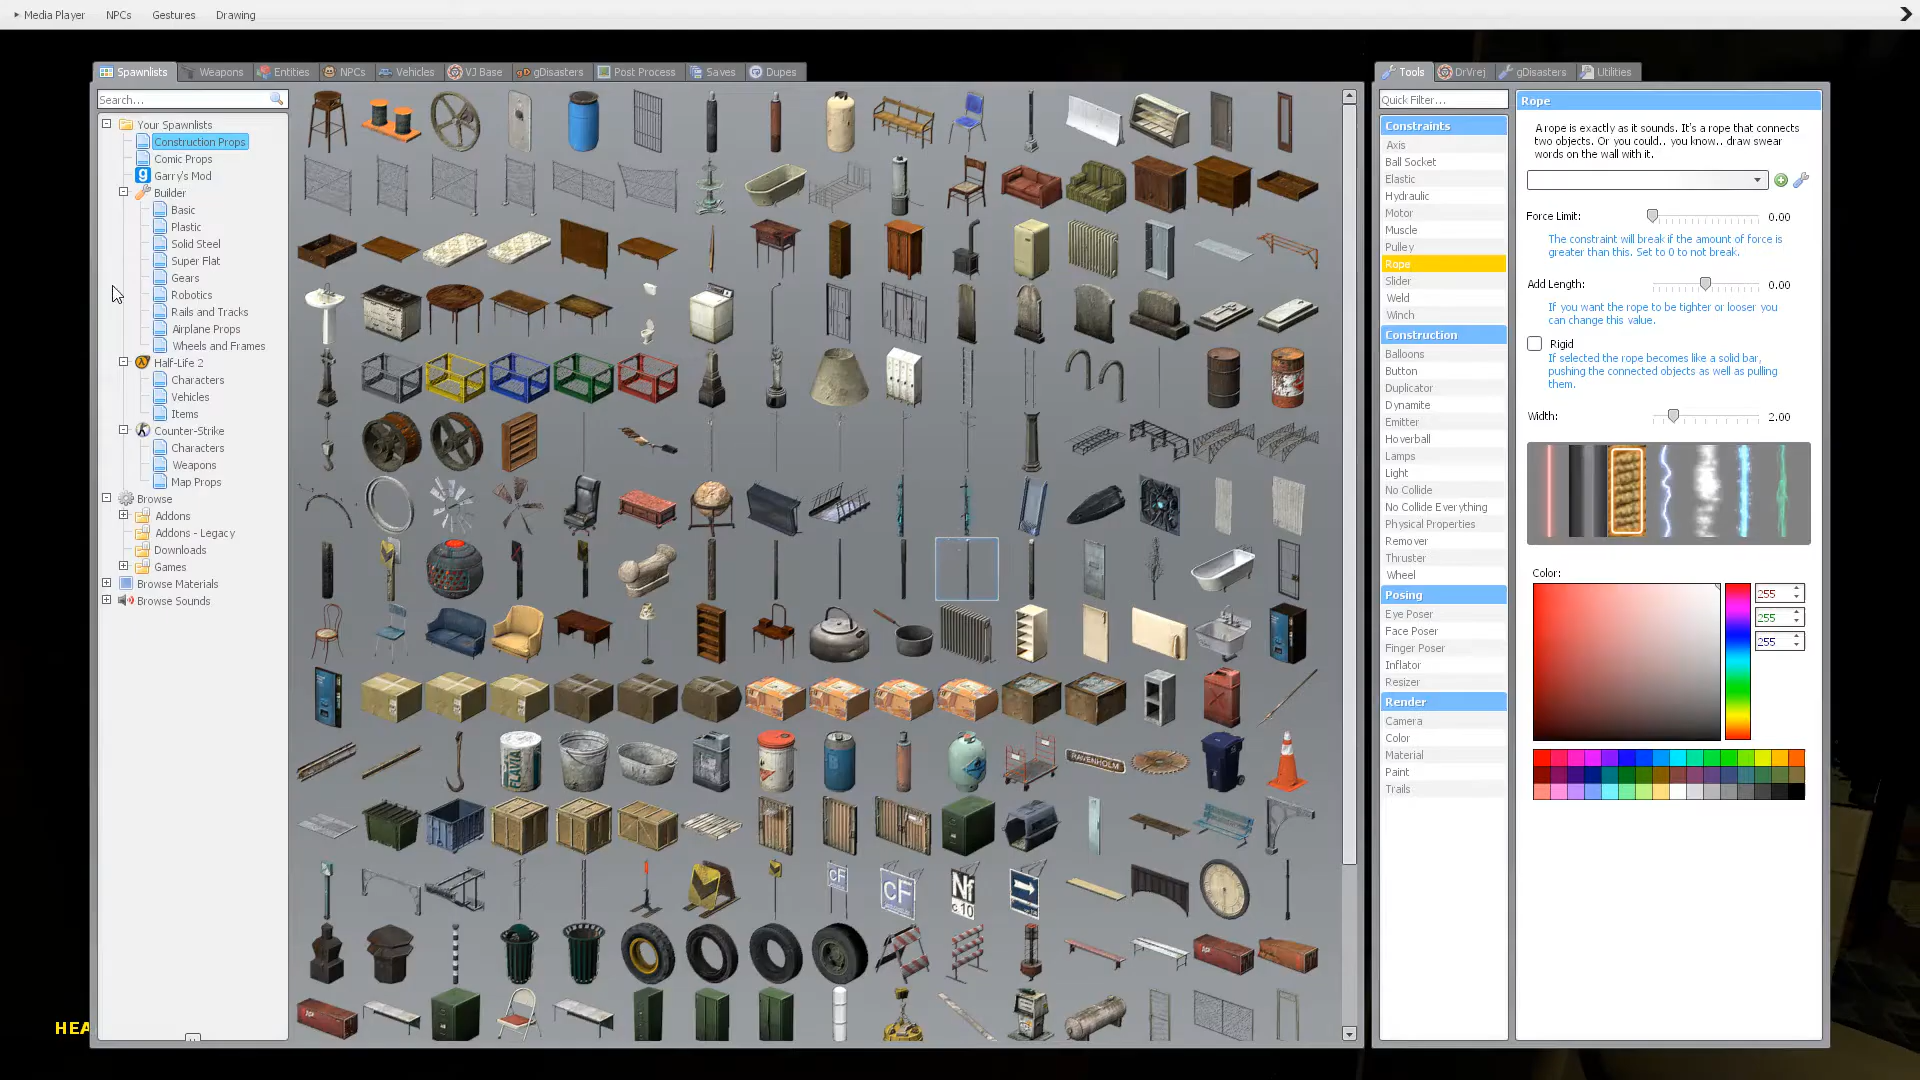 Media Player NPCs Gestures Drawing
Spawnlists Weapons Entities NPCs Vehicles VJ Base gDisasters Post Process Saves Dupes
Search...
Your Spawnlists
Construction Props
Comic Props
Garry's Mod
Builder
Basic
Plastic
Solid Steel
Super Flat
Gears
Robotics
Rails and Tracks
Airplane Props
Wheels and Frames
Half-Life 2
Characters
Vehicles
Items
Counter-Strike
Characters
Weapons
Map Props
Browse
Addons
Addons - Legacy
Downloads
Games
Browse Materials
Browse Sounds
RAVENHOLM
cF
cF
Nf
c 10
HEA
Tools DrVrej gDisasters Utilities
Quick Filter...
Constraints
Axis
Ball Socket
Elastic
Hydraulic
Motor
Muscle
Pulley
Rope
Slider
Weld
Winch
Construction
Balloons
Button
Duplicator
Dynamite
Emitter
Hoverball
Lamps
Light
No Collide
No Collide Everything
Physical Properties
Remover
Thruster
Wheel
Posing
Eye Poser
Face Poser
Finger Poser
Inflator
Resizer
Render
Camera
Color
Material
Paint
Trails
Rope
A rope is exactly as it sounds. It's a rope that connects
two objects. Or you could.. you know.. draw swear
words on the wall with it.
Force Limit: 0.00
The constraint will break if the amount of force is
greater than this. Set to 0 to not break.
Add Length: 0.00
If you want the rope to be tighter or looser you
can change this value.
Rigid
If selected the rope becomes like a solid bar,
pushing the connected objects as well as pulling
them.
Width: 2.00
Color:
255
255
255